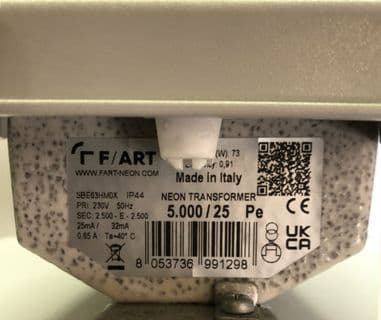 F/ART
(W): 73
0,91
WWW.FART-NEON.COM
Made in Italy
SBE63HM0X IP44
NEON TRANSFORMER
PRI: 230V 50Hz
5.000 / 25 Pe
SEC: 2.500 - E - 2.500
25mA / 32mA
0.65 A Ta=40° C
UK
CA
8 053736 991298